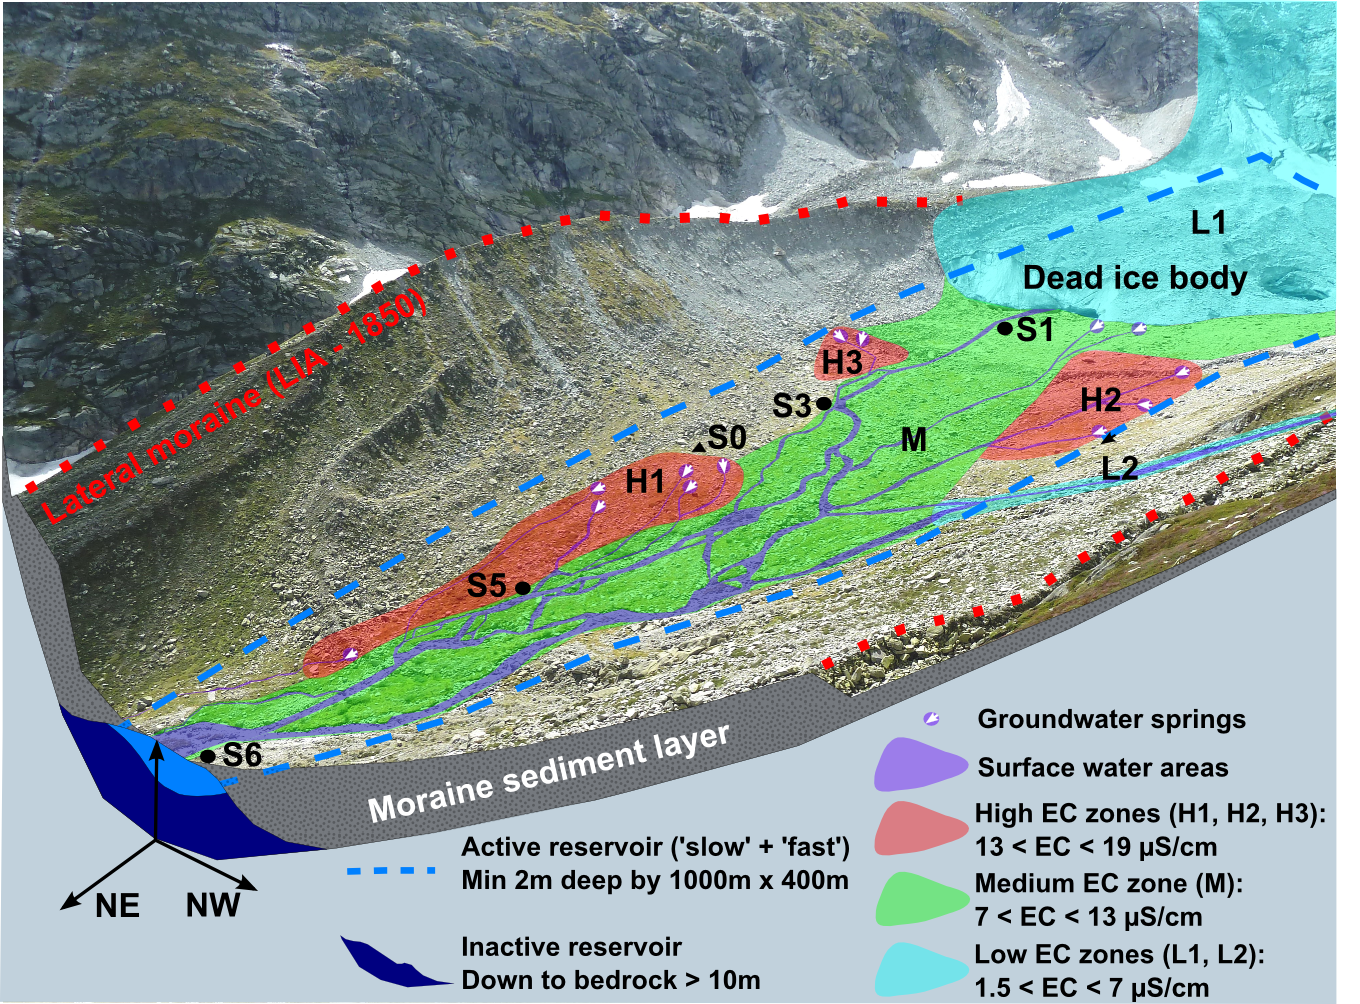 L1
Dead ice body
S1
H3
H2
S3
S0
M
L2
H1
Lateral moraine (LIA - 1850)
S5
S6
Moraine sediment layer
NE
NW
Active reservoir ('slow' + 'fast')
Min 2m deep by 1000m x 400m
Inactive reservoir
Down to bedrock > 10m
Groundwater springs
Surface water areas
High EC zones (H1, H2, H3):
13 < EC < 19 µS/cm
Medium EC zone (M):
7 < EC < 13 µS/cm
Low EC zones (L1, L2):
1.5 < EC < 7 µS/cm